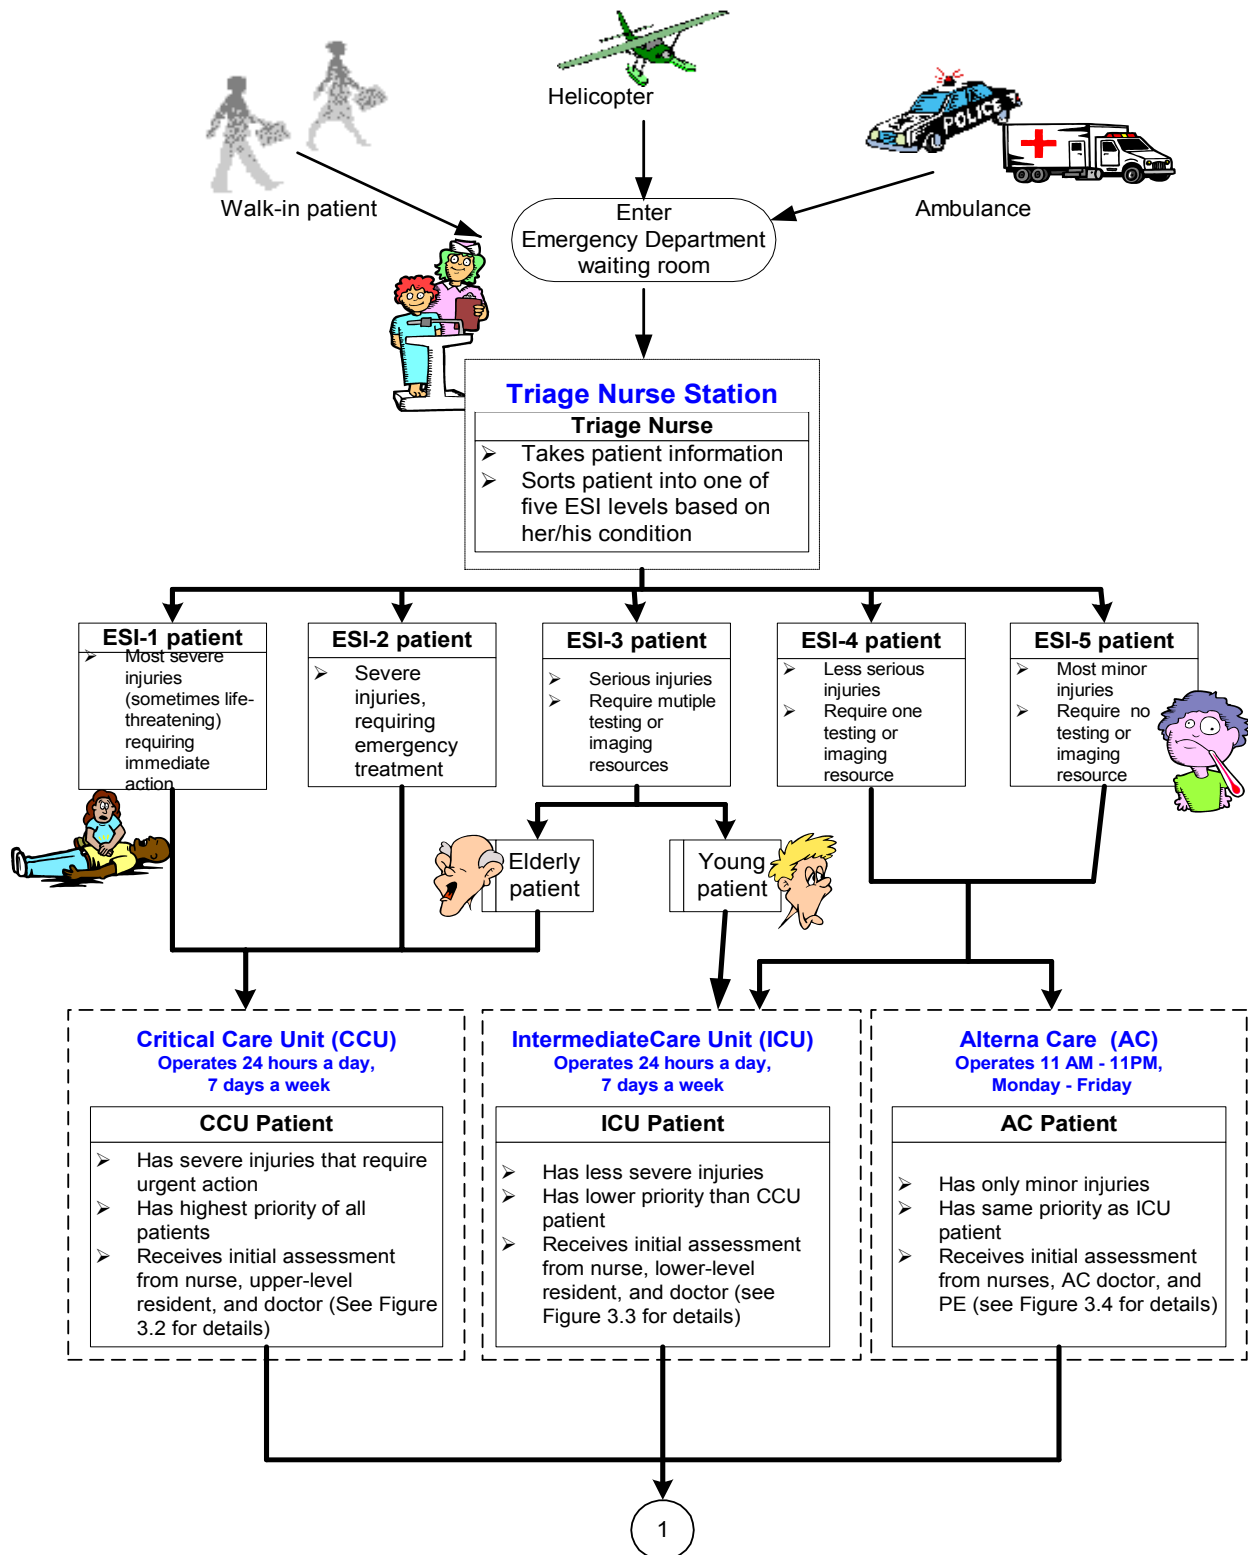 Helicopter
POLICE
Walk-in patient
Ambulance
Enter
Emergency Department
waiting room
Triage Nurse Station
Triage Nurse
➢ Takes patient information
➢ Sorts patient into one of
five ESI levels based on
her/his condition
ESI-1 patient
➢ Most severe
injuries
(sometimes life-
threatening)
requiring
immediate
action
ESI-2 patient
➢ Severe
injuries,
requiring
emergency
treatment
ESI-3 patient
➢ Serious injuries
➢ Require mutiple
testing or
imaging
resources
ESI-4 patient
➢ Less serious
injuries
➢ Require one
testing or
imaging
resource
ESI-5 patient
➢ Most minor
injuries
➢ Require no
testing or
imaging
resource
Elderly
patient
Young
patient
Critical Care Unit (CCU)
Operates 24 hours a day,
7 days a week
CCU Patient
➢ Has severe injuries that require
urgent action
➢ Has highest priority of all
patients
➢ Receives initial assessment
from nurse, upper-level
resident, and doctor (See Figure
3.2 for details)
IntermediateCare Unit (ICU)
Operates 24 hours a day,
7 days a week
ICU Patient
➢ Has less severe injuries
➢ Has lower priority than CCU
patient
➢ Receives initial assessment
from nurse, lower-level
resident, and doctor (see
Figure 3.3 for details)
Alterna Care (AC)
Operates 11 AM - 11PM,
Monday - Friday
AC Patient
➢ Has only minor injuries
➢ Has same priority as ICU
patient
➢ Receives initial assessment
from nurses, AC doctor, and
PE (see Figure 3.4 for details)
1